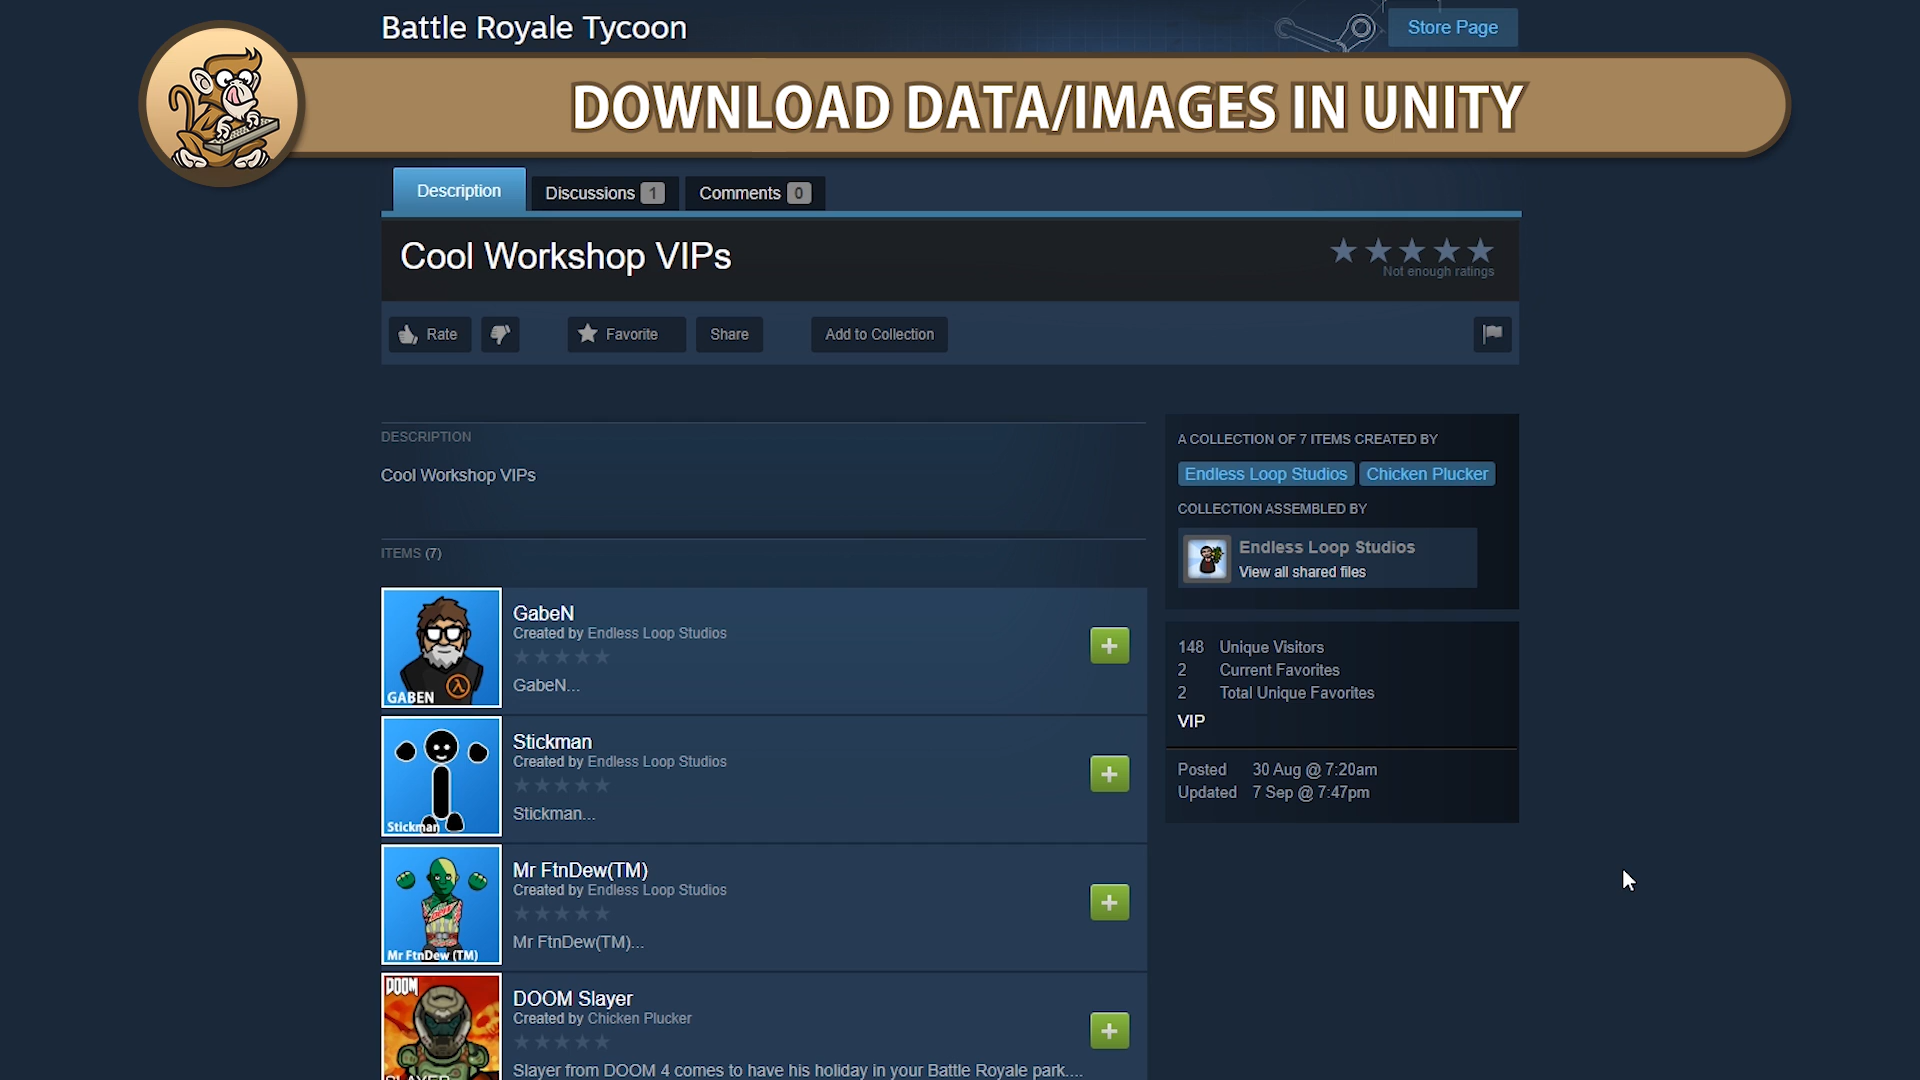 Battle Royale Tycoon
Store Page
DOWNLOAD DATA/IMAGES IN UNITY
Description
Discussions 1
Comments 0
Cool Workshop VIPs
Not enough ratings
Rate
Favorite
Share
Add to Collection
DESCRIPTION
Cool Workshop VIPs
ITEMS (7)
GABEN
GabeN
Created by Endless Loop Studios
GabeN...
Stickman
Stickman
Created by Endless Loop Studios
Stickman...
Mr FtnDew (TM)
Mr FtnDew(TM)
Created by Endless Loop Studios
Mr FtnDew(TM)...
DOOM
SLAYER
DOOM Slayer
Created by Chicken Plucker
Slayer from DOOM 4 comes to have his holiday in your Battle Royale park....
A COLLECTION OF 7 ITEMS CREATED BY
Endless Loop Studios Chicken Plucker
COLLECTION ASSEMBLED BY
Endless Loop Studios
View all shared files
148 Unique Visitors
2 Current Favorites
2 Total Unique Favorites
VIP
Posted 30 Aug @ 7:20am
Updated 7 Sep @ 7:47pm